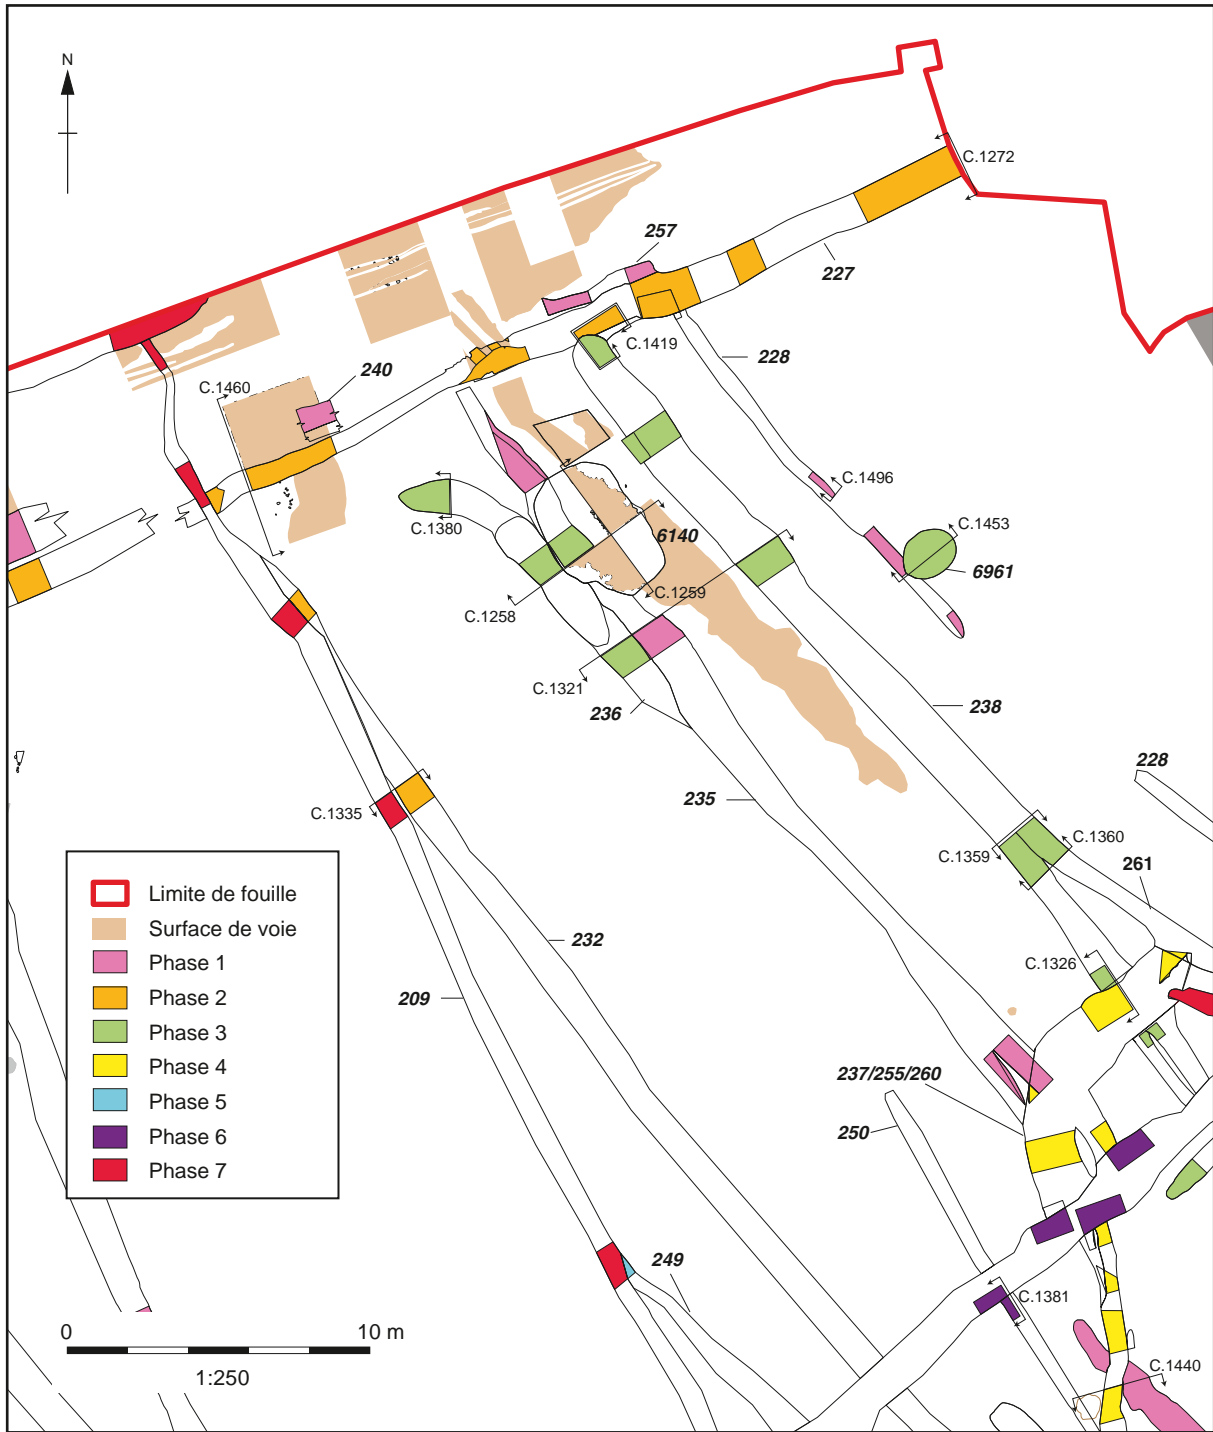 N
C.1272
257
227
C.1419
228
240
C.1460
C.1496
C.1380
C.1453
6140
6961
C.1259
C.1258
C.1321
236
238
228
235
C.1335
C.1360
C.1359
261
Limite de fouille
Surface de voie
Phase 1
Phase 2
Phase 3
Phase 4
Phase 5
Phase 6
Phase 7
232
C.1326
209
237/255/260
250
249
C.1381
0 10 m
1:250
C.1440